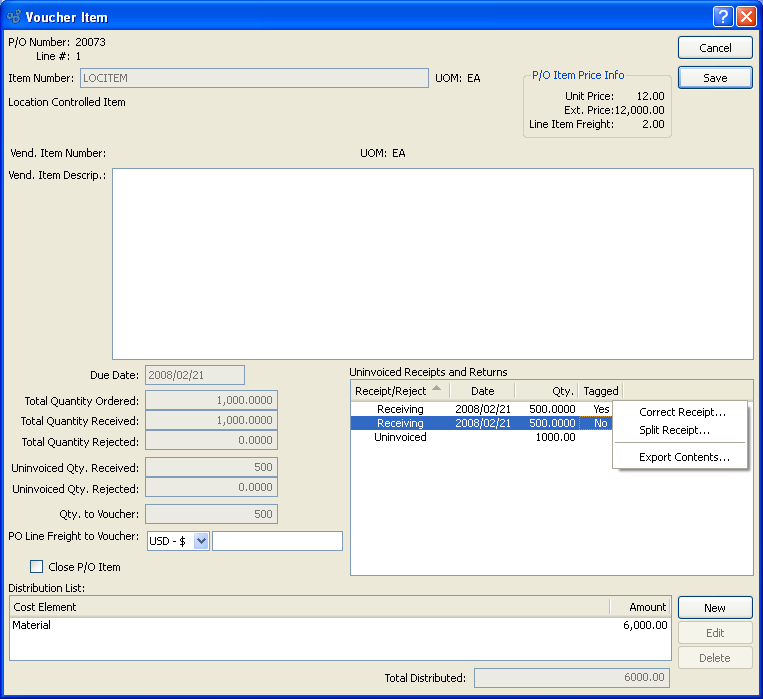 Voucher Item
P/O Number: 20073
Line #: 1
Cancel
Item Number: LOCITEM UOM: EA
P/O Item Price Info
Save
Location Controlled Item
Unit Price: 12.00
Ext. Price:12,000.00
Line Item Freight: 2.00
Vend. Item Number: UOM: EA
Vend. Item Descrip.:
Due Date: 2008/02/21
Total Quantity Ordered: 1,000.0000
Total Quantity Received: 1,000.0000
Total Quantity Rejected: 0.0000
Uninvoiced Qty. Received: 500
Uninvoiced Qty. Rejected: 0.0000
Qty. to Voucher: 500
PO Line Freight to Voucher: USD - $
Close P/O Item
Uninvoiced Receipts and Returns
Receipt/Reject Date Qty. Tagged
Receiving 2008/02/21 500.0000 Yes
Receiving 2008/02/21 500.0000 No
Uninvoiced 1000.00
Correct Receipt...
Split Receipt...
Export Contents...
Distribution List:
Cost Element Amount
Material 6,000.00
New
Edit
Delete
Total Distributed: 6000.00